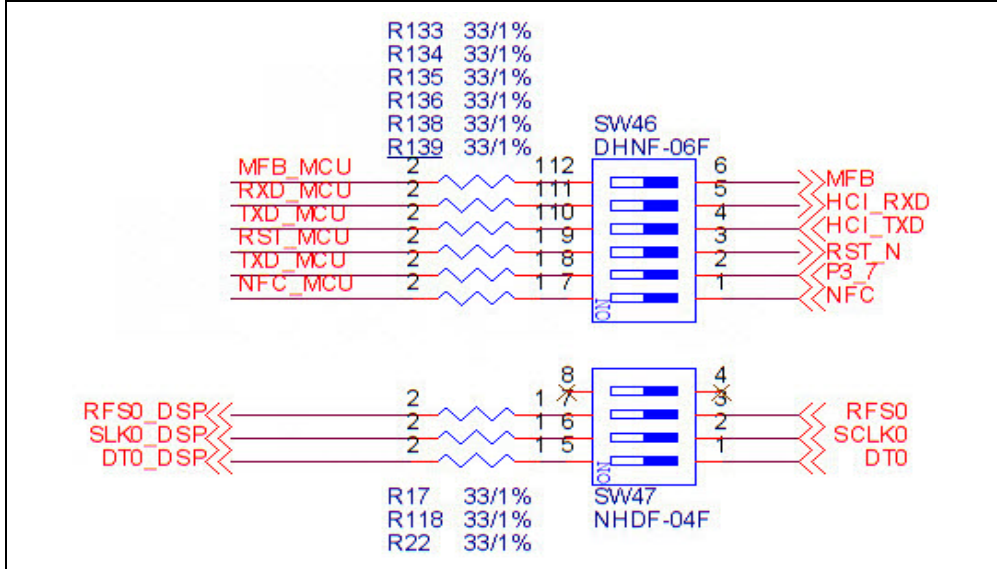 R133 33/1%
R134 33/1%
R135 33/1%
R136 33/1%
R138 33/1%
R139 33/1%
SW46
DHNF-06F
MFB_MCU 2 1 12 6 MFB
RXD_MCU 2 1 11 5 HCI_RXD
TXD_MCU 2 1 10 4 HCI_TXD
RST_MCU 2 1 9 3 RST_N
TXD_MCU 2 1 8 2 P3_7
NFC_MCU 2 1 7 1 NFC
ON
8 4
RFS0_DSP 2 1 7 3 RFS0
SLK0_DSP 2 1 6 2 SCLK0
DT0_DSP 2 1 5 1 DT0
ON
R17 33/1%
R118 33/1%
R22 33/1%
SW47
NHDF-04F